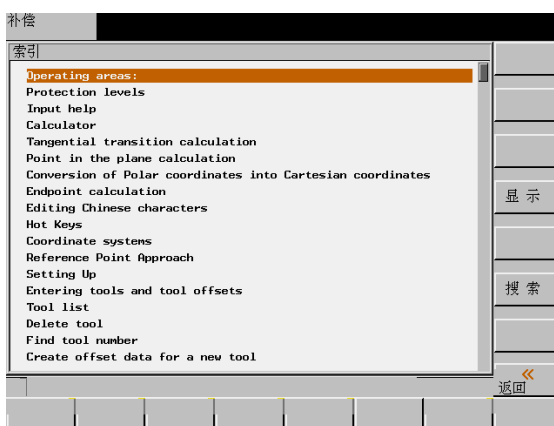 补偿
索引
Operating areas:
Protection levels
Input help
Calculator
Tangential transition calculation
Point in the plane calculation
Conversion of Polar coordinates into Cartesian coordinates
Endpoint calculation
Editing Chinese characters
Hot Keys
Coordinate systems
Reference Point Approach
Setting Up
Entering tools and tool offsets
Tool list
Delete tool
Find tool number
Create offset data for a new tool
显示
搜索
«
返回